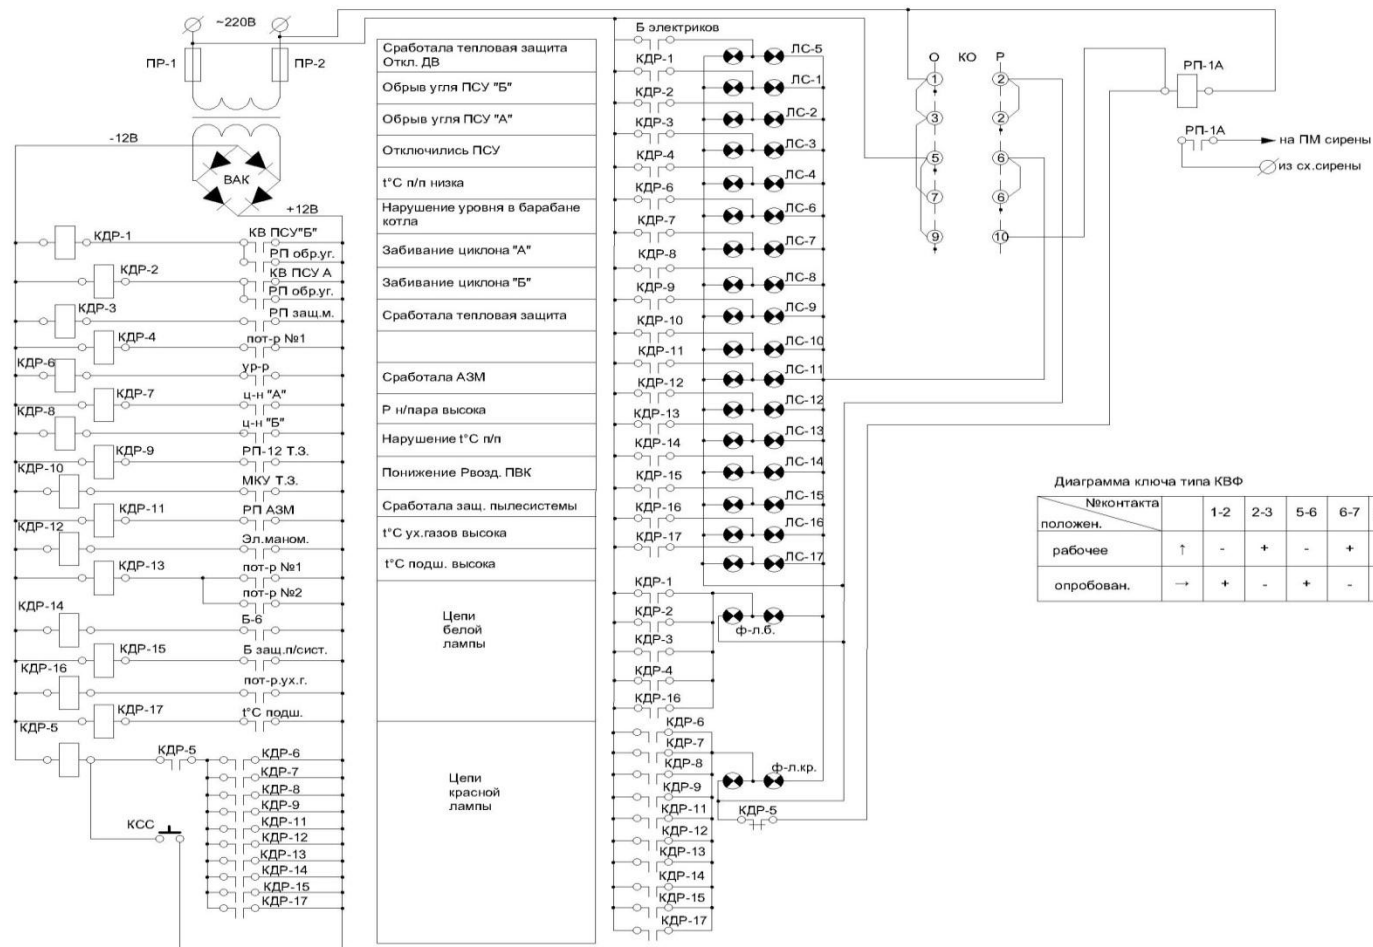 ~220В
ПР-1
ПР-2
-12В
ВАК
+12В
КДР-1
КВ ПСУ"Б"
РП обр.уг.
КДР-2
КВ ПСУ А
РП обр.уг.
КДР-3
РП защ.м.
КДР-4
пот-р №1
КДР-6
ур-р
КДР-7
ц-н "А"
КДР-8
ц-н "Б"
КДР-9
РП-12 Т.З.
КДР-10
МКУ Т.З.
КДР-11
РП АЗМ
КДР-12
Эл.маном.
КДР-13
пот-р №1
пот-р №2
КДР-14
Б-6
КДР-15
Б защ.п/сист.
КДР-16
пот-р.ух.г.
КДР-17
t°С подш.
КДР-5
КДР-5
КДР-6
КДР-7
КДР-8
КДР-9
КДР-11
КДР-12
КДР-13
КДР-14
КДР-15
КДР-17
КСС
Сработала тепловая защита
Откл. ДВ
Обрыв угля ПСУ "Б"
Обрыв угля ПСУ "А"
Отключились ПСУ
t°С п/п низка
Нарушение уровня в барабане
котла
Забивание циклона "А"
Забивание циклона "Б"
Сработала тепловая защита
Сработала АЗМ
Р н/пара высока
Нарушение t°С п/п
Понижение Рвозд. ПВК
Сработала защ. пылесистемы
t°С ух.газов высока
t°С подш. высока
Цепи
белой
лампы
Цепи
красной
лампы
Б электриков
ЛС-5
КДР-1
ЛС-1
КДР-2
ЛС-2
КДР-3
ЛС-3
КДР-4
ЛС-4
КДР-6
ЛС-6
КДР-7
ЛС-7
КДР-8
ЛС-8
КДР-9
ЛС-9
КДР-10
ЛС-10
КДР-11
ЛС-11
КДР-12
ЛС-12
КДР-13
ЛС-13
КДР-14
ЛС-14
КДР-15
ЛС-15
КДР-16
ЛС-16
КДР-17
ЛС-17
КДР-1
КДР-2
ф-л.б.
КДР-3
КДР-4
КДР-16
КДР-6
КДР-7
КДР-8
ф-л.кр.
КДР-9
КДР-11
КДР-5
КДР-12
КДР-13
КДР-14
КДР-15
КДР-17
О КО Р
1 2
3 2
5 6
7 6
9 10
РП-1А
РП-1А
на ПМ сирены
из сх.сирены
Диаграмма ключа типа КВФ
№контакта
положен.
1-2 2-3 5-6 6-7
рабочее ↑ - + - +
опробован. → + - + -